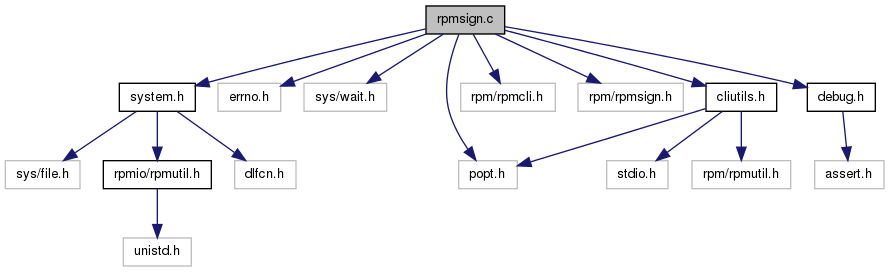 rpmsign.c
system.h
errno.h
sys/wait.h
rpm/rpmcli.h
rpm/rpmsign.h
cliutils.h
debug.h
sys/file.h
rpmio/rpmutil.h
dlfcn.h
popt.h
stdio.h
rpm/rpmutil.h
assert.h
unistd.h